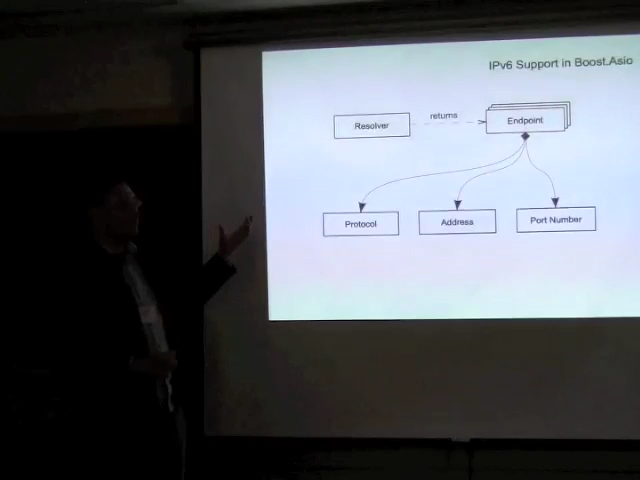 IPv6 Support in Boost.Asio
returns
Resolver
Endpoint
Protocol
Address
Port Number